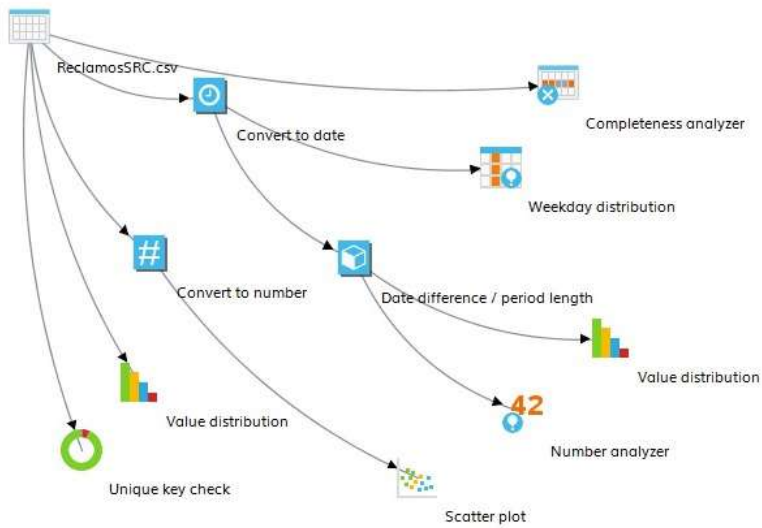 ReclamosSRC.csv
Completeness analyzer
Convert to date
Weekday distribution
#
Convert to number
Date difference / period length
Value distribution
42
Value distribution
Number analyzer
Unique key check
Scatter plot